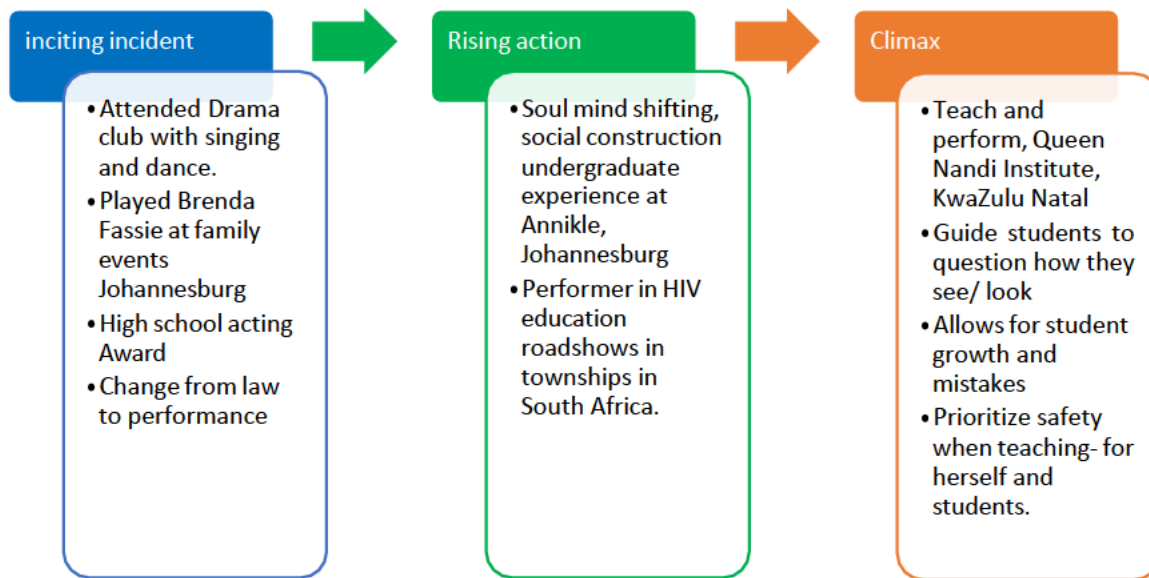 inciting incident
• Attended Drama
club with singing
and dance.
• Played Brenda
Fassie at family
events
Johannesburg
• High school acting
Award
• Change from law
to performance
Rising action
• Soul mind shifting,
social construction
undergraduate
experience at
Annikle,
Johannesburg
• Performer in HIV
education
roadshows in
townships in
South Africa.
Climax
• Teach and
perform, Queen
Nandi Institute,
KwaZulu Natal
• Guide students to
question how they
see/ look
• Allows for student
growth and
mistakes
• Prioritize safety
when teaching- for
herself and
students.